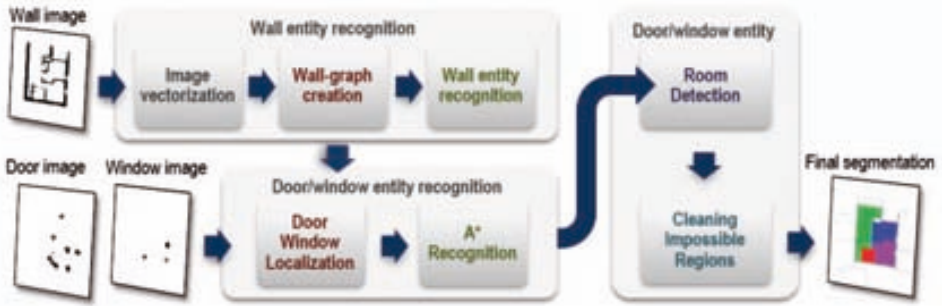 Wall image
Wall entity recognition
Image
vectorization
Wall-graph
creation
Wall entity
recognition
Door/window entity
Room
Detection
Cleaning
Impossible
Regions
Door image
Window image
Door/window entity recognition
Door
Window
Localization
A*
Recognition
Final segmentation